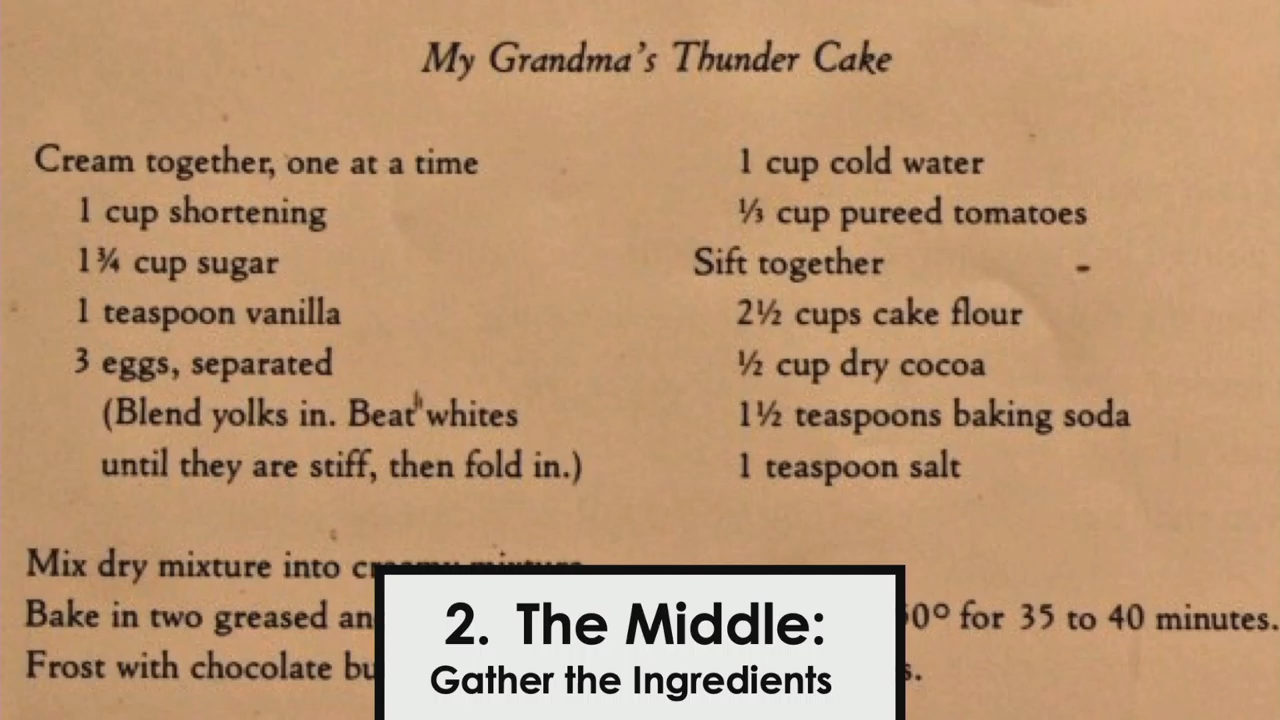 My Grandma's Thunder Cake
Cream together, one at a time
1 cup shortening
1¾ cup sugar
1 teaspoon vanilla
3 eggs, separated
(Blend yolks in. Beat whites
until they are stiff, then fold in.)
1 cup cold water
⅓ cup pureed tomatoes
Sift together
2½ cups cake flour
½ cup dry cocoa
1½ teaspoons baking soda
1 teaspoon salt
Mix dry mixture into creamy mixture
Bake in two greased 0° for 35 to 40 minutes.
Frost with chocolate
2. The Middle:
Gather the Ingredients